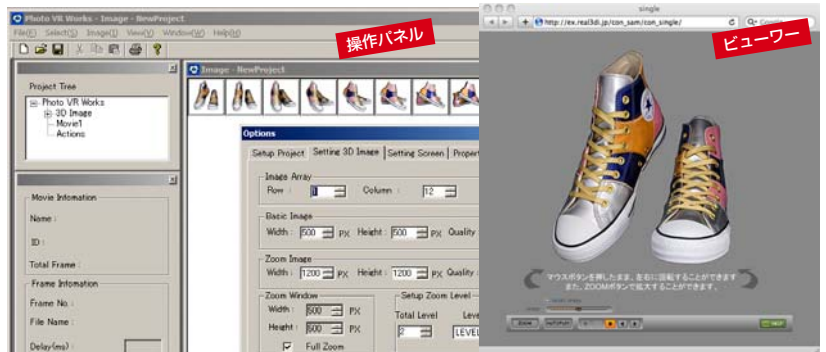 Photo VR Works - Image - NewProject
File(F) Select(S) Image(I) View(V) Window(W) Help(H)
操作パネル
Project Tree
Photo VR Works
3D Image
Movie1
Actions
Movie Infomation
Name :
ID :
Total Frame :
Frame Infomation
Frame No. :
File Name :
Delay(ms) :
Image - NewProject
Options
Setup Project Setting 3D Image Setting Screen Propert
Image Array
Row : 1 Column : 12
Basic Image
Width : 500 PX Height : 500 PX Quality :
Zoom Image
Width : 1200 PX Height : 1200 PX Quality :
Zoom Window
Width : 500 PX
Height : 500 PX
Full Zoom
Setup Zoom Level
Total Level Leve
2 LEVEL
single
http://ex.real3di.jp/con_sam/con_single/
ビューワー
マウスボタンを押したまま、左右に回転することができます
また、ZOOMボタンで拡大することができます。
ZOOM AUTOPLAY
HELP